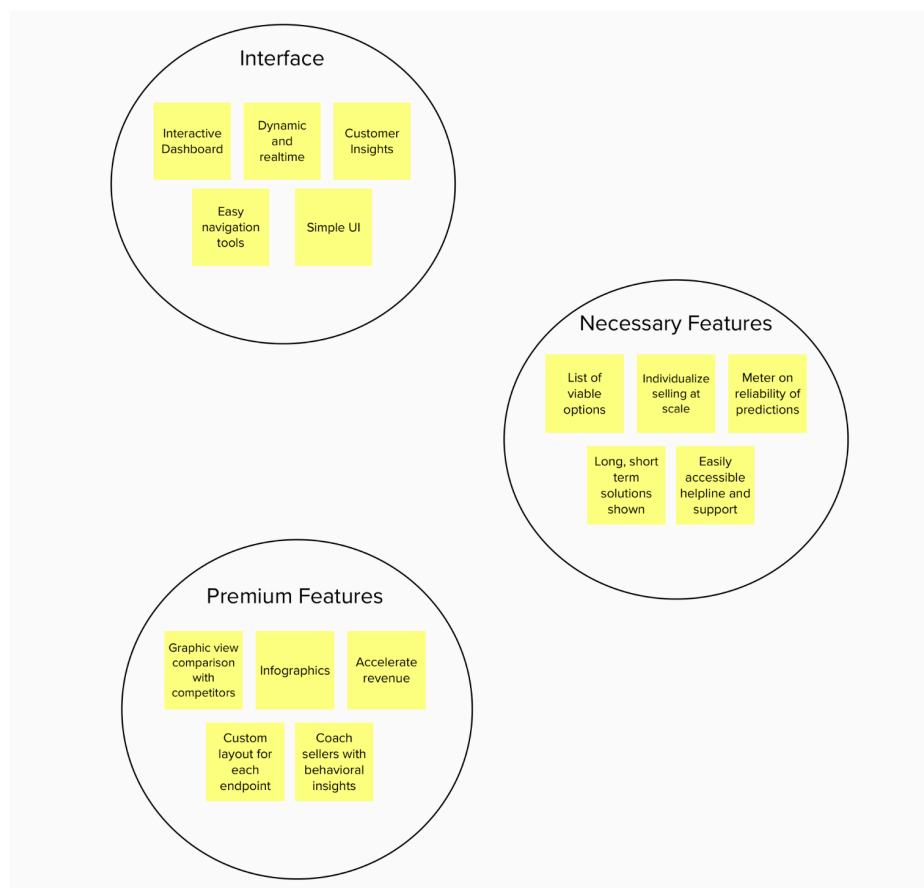 Interface
Interactive
Dashboard
Dynamic
and
realtime
Customer
Insights
Easy
navigation
tools
Simple UI
Necessary Features
List of
viable
options
Individualize
selling at
scale
Meter on
reliability of
predictions
Long, short
term
solutions
shown
Easily
accessible
helpline and
support
Premium Features
Graphic view
comparison
with
competitors
Infographics
Accelerate
revenue
Custom
layout for
each
endpoint
Coach
sellers with
behavioral
insights